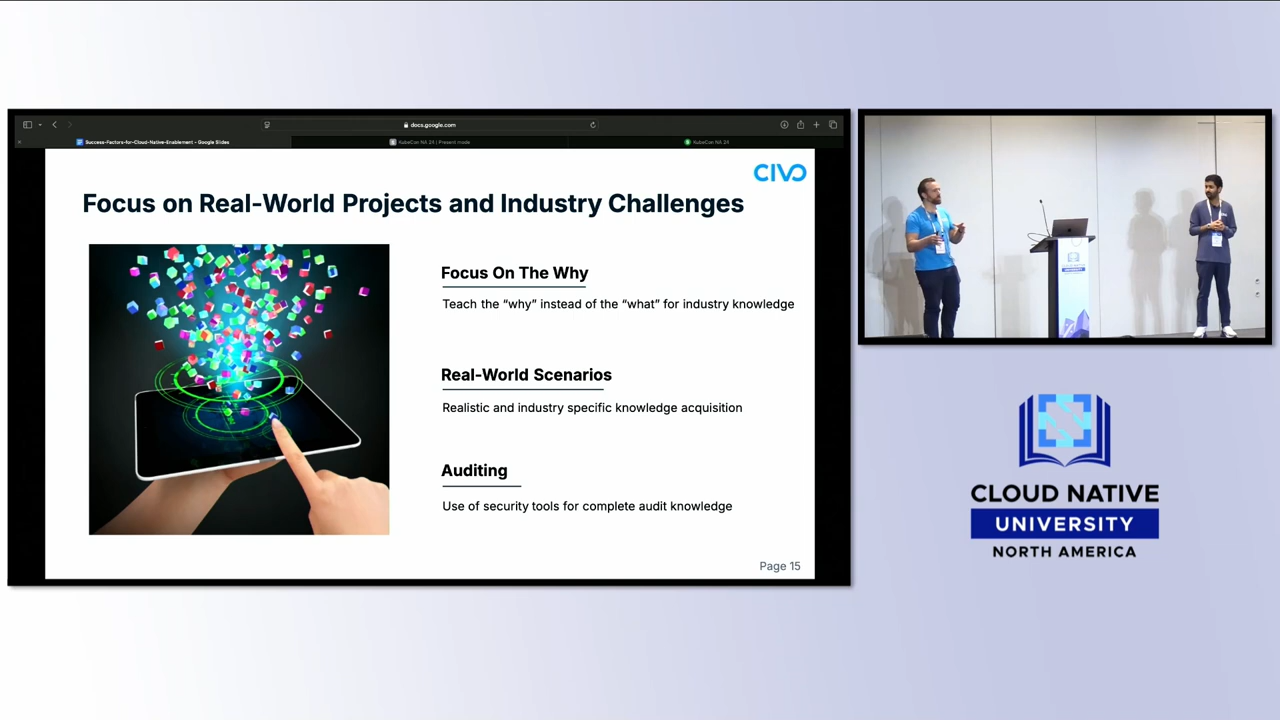 docs.google.com
Success-Factors-for-Cloud-Native-Enablement - Google Slides
KubeCon NA 24 | Present mode
KubeCon NA 24
CIVO
Focus on Real-World Projects and Industry Challenges
Focus On The Why
Teach the “why” instead of the “what” for industry knowledge
Real-World Scenarios
Realistic and industry specific knowledge acquisition
Auditing
Use of security tools for complete audit knowledge
Page 15
CLOUD NATIVE
UNIVERSITY
NORTH AMERICA